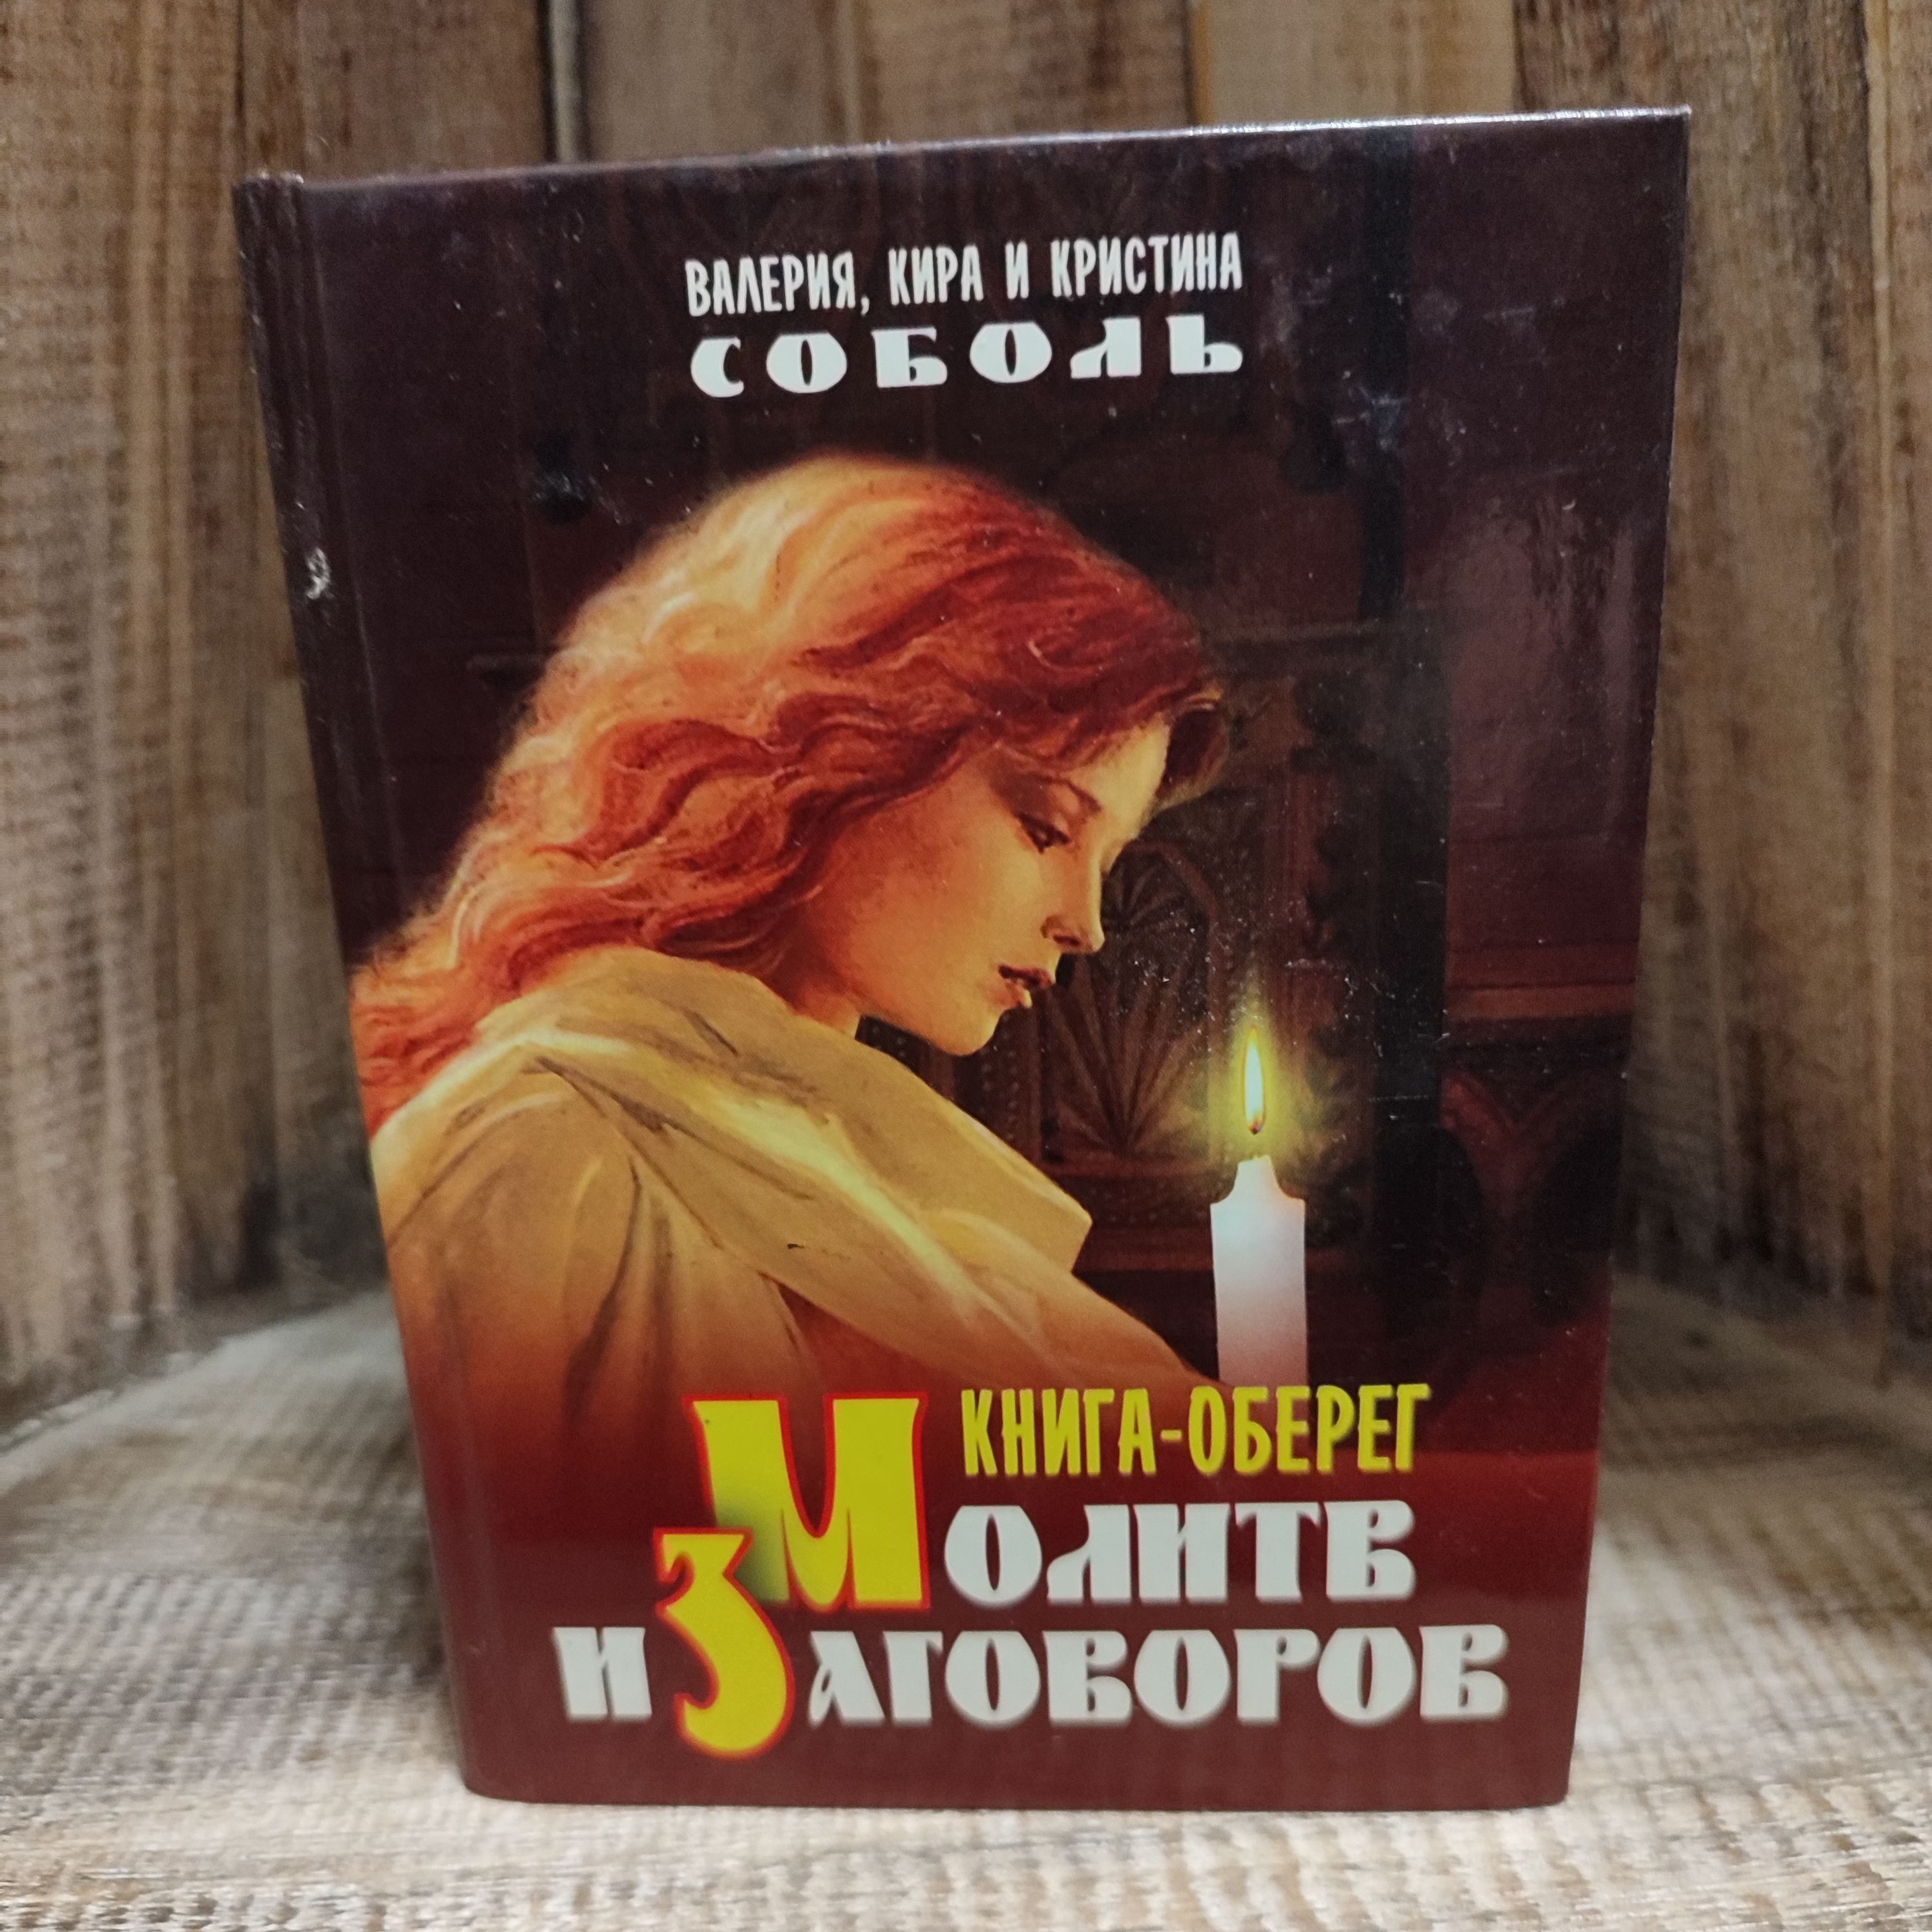 ВАЛЕРИЯ, КИРА И КРИСТИНА
СОБОЛЬ
КНИГА-ОБЕРЕГ
МОЛИТВ
И ЗАГОВОРОВ